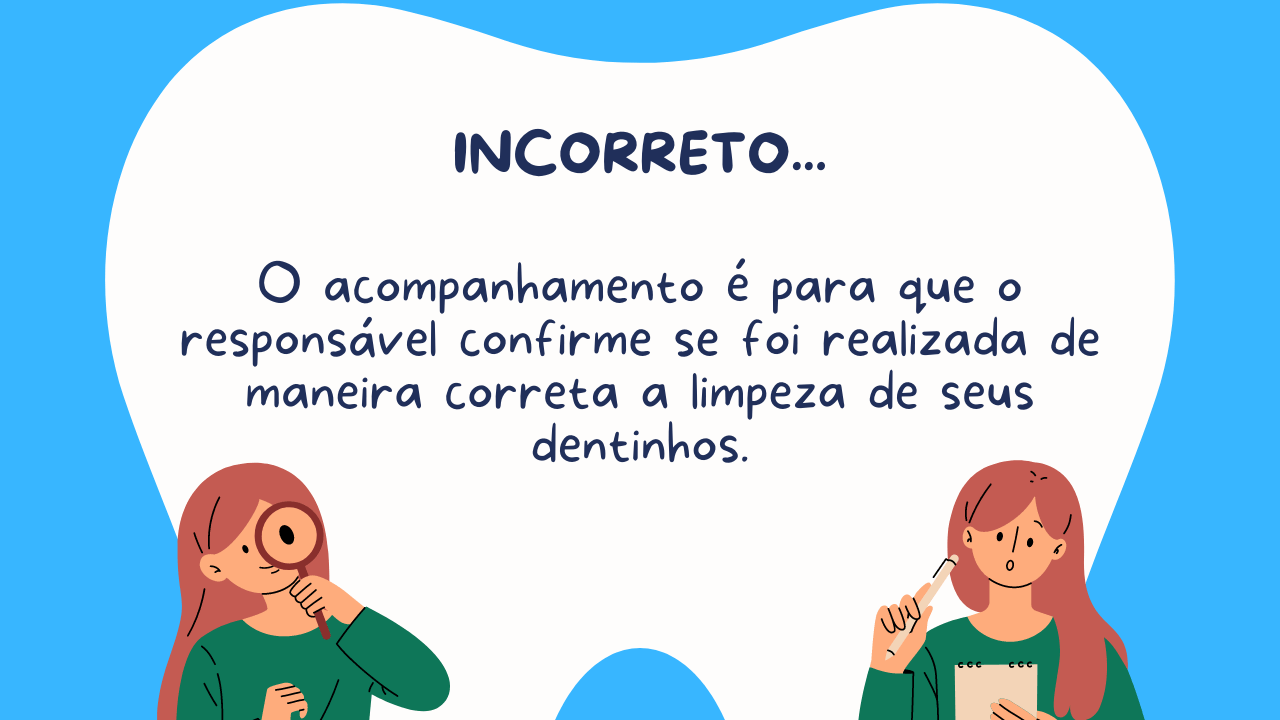 INCORRETO...
O acompanhamento é para que o
responsável confirme se foi realizada de
maneira correta a limpeza de seus
dentinhos.